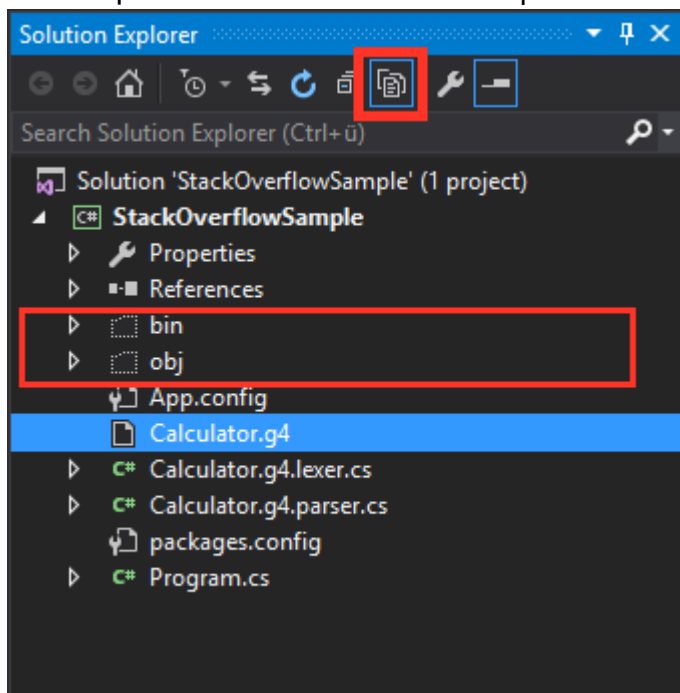 Solution Explorer
Search Solution Explorer (Ctrl+ü)
Solution 'StackOverflowSample' (1 project)
C# StackOverflowSample
Properties
References
bin
obj
App.config
Calculator.g4
C# Calculator.g4.lexer.cs
C# Calculator.g4.parser.cs
packages.config
C# Program.cs